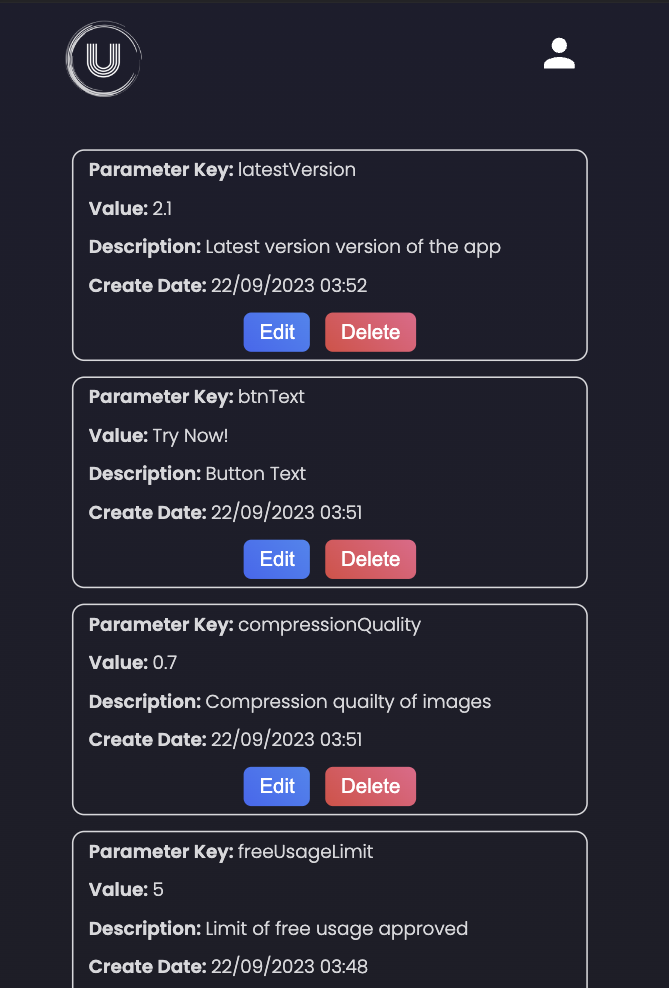 U
Parameter Key: latestVersion
Value: 2.1
Description: Latest version version of the app
Create Date: 22/09/2023 03:52
Edit Delete
Parameter Key: btnText
Value: Try Now!
Description: Button Text
Create Date: 22/09/2023 03:51
Edit Delete
Parameter Key: compressionQuality
Value: 0.7
Description: Compression quailty of images
Create Date: 22/09/2023 03:51
Edit Delete
Parameter Key: freeUsageLimit
Value: 5
Description: Limit of free usage approved
Create Date: 22/09/2023 03:48